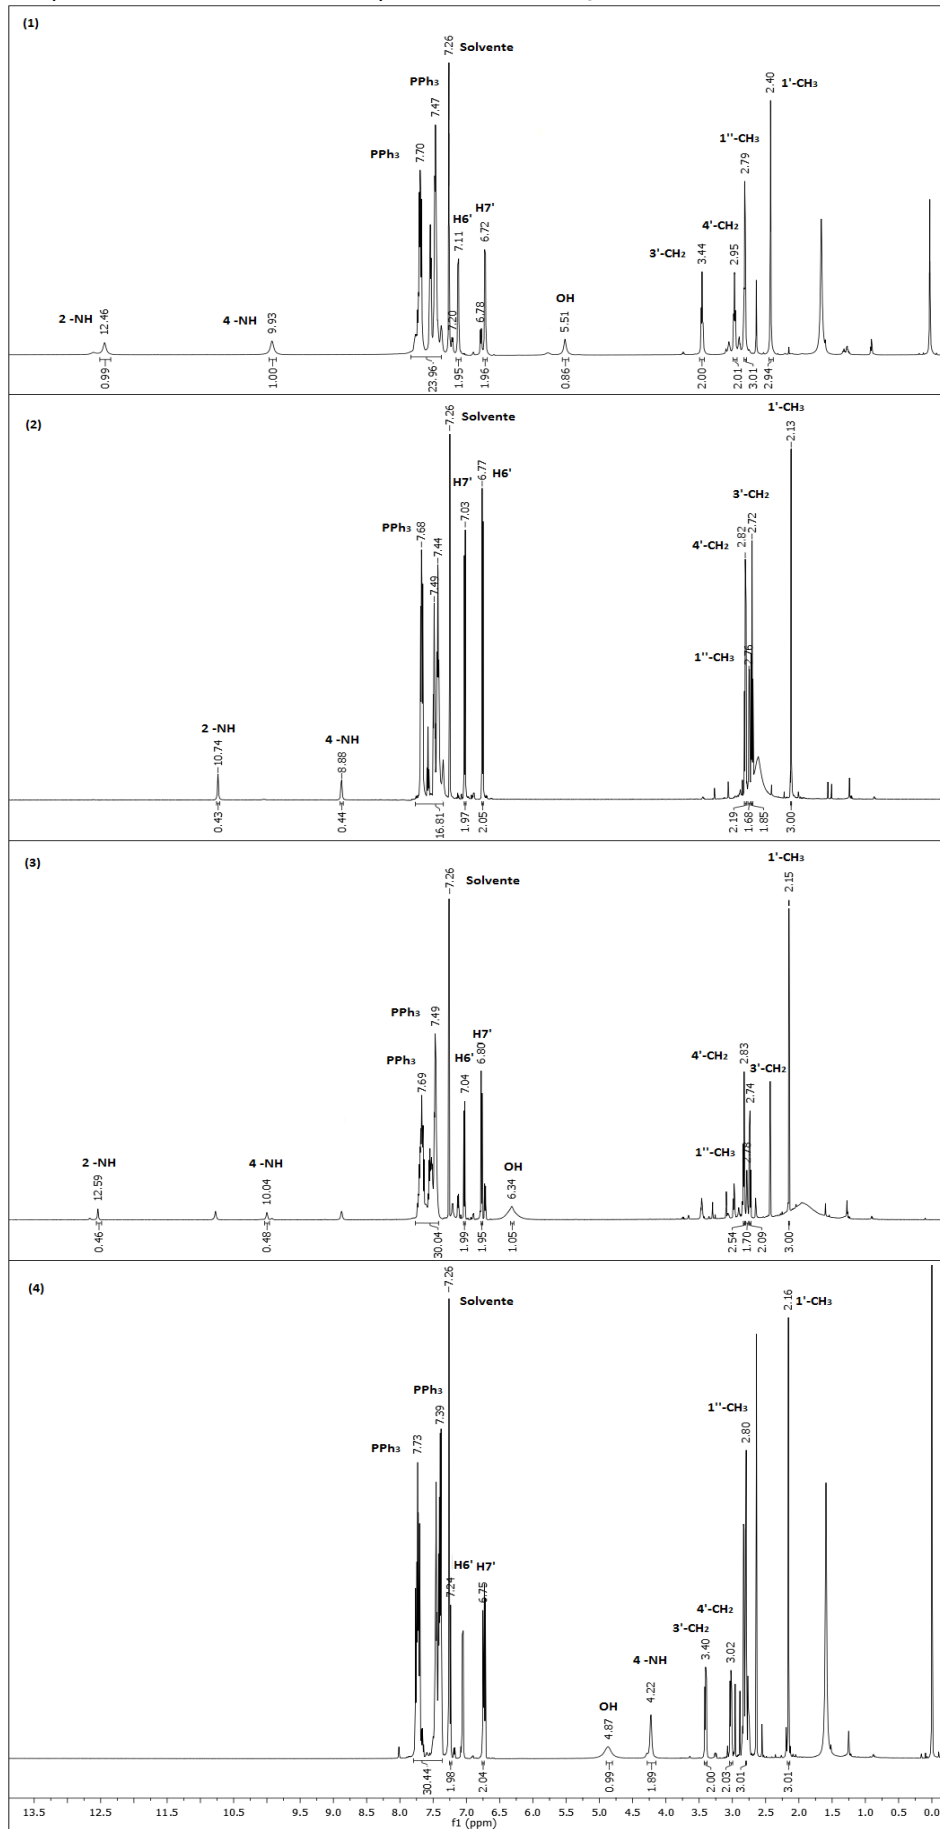 (1)
7.26
Solvente
PPh3
7.47
2.40
1'-CH3
1''-CH3
2.79
PPh3
7.70
H6'
7.11
H7'
6.72
4'-CH2
2.95
3'-CH2
3.44
7.20
6.78
OH
5.51
2 -NH
12.46
4 -NH
9.93
0.99
1.00
23.96
1.95
1.96
0.86
2.00
2.01
3.01
2.94
(2)
7.26
Solvente
1'-CH3
2.13
H7'
7.03
H6'
6.77
3'-CH2
2.72
PPh3
7.68
7.49
7.44
4'-CH2
2.82
1''-CH3
2.76
2 -NH
10.74
4 -NH
8.88
0.43
0.44
16.81
1.97
2.05
2.19
1.68
1.85
3.00
(3)
7.26
Solvente
1'-CH3
2.15
PPh3
7.49
PPh3
7.69
H6'
7.04
H7'
6.80
4'-CH2
2.83
3'-CH2
2.74
1''-CH3
2.78
2 -NH
12.59
4 -NH
10.04
OH
6.34
0.46
0.48
30.04
1.99
1.95
1.05
2.54
1.70
2.09
3.00
(4)
7.26
Solvente
1'-CH3
2.16
PPh3
7.39
PPh3
7.73
1''-CH3
2.80
H6'
7.24
H7'
6.75
4'-CH2
3.02
3'-CH2
3.40
4 -NH
4.22
OH
4.87
30.44
1.98
2.04
0.99
1.89
2.00
2.03
3.01
3.01
13.5 12.5 11.5 10.5 9.5 9.0 8.5 8.0 7.5 7.0 6.5 6.0 5.5 5.0 4.5 4.0 3.5 3.0 2.5 2.0 1.5 1.0 0.5 0.0
f1 (ppm)